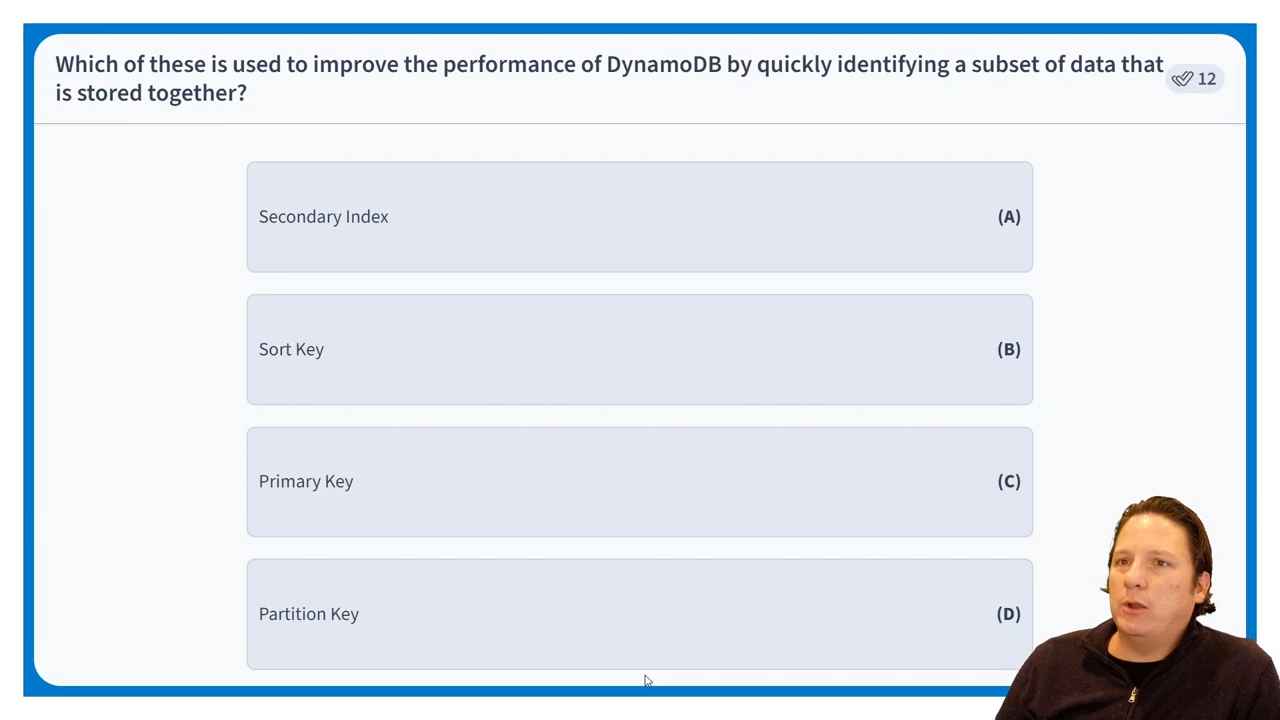 Which of these is used to improve the performance of DynamoDB by quickly identifying a subset of data that
is stored together?
12
Secondary Index (A)
Sort Key (B)
Primary Key (C)
Partition Key (D)